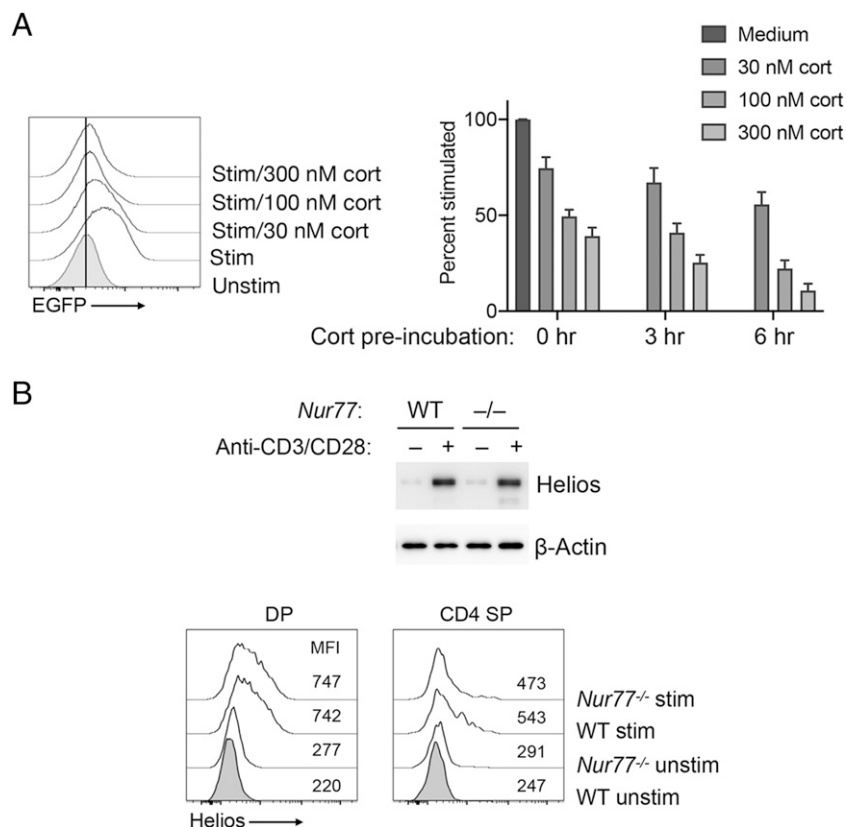 A
Stim/300 nM cort
Stim/100 nM cort
Stim/30 nM cort
Stim
Unstim
EGFP
Medium
30 nM cort
100 nM cort
300 nM cort
Percent stimulated
100
50
0
Cort pre-incubation: 0 hr 3 hr 6 hr
B
Nur77: WT –/–
Anti-CD3/CD28: – + – +
Helios
β-Actin
DP CD4 SP
MFI
747 473 Nur77-/- stim
742 543 WT stim
277 291 Nur77-/- unstim
220 247 WT unstim
Helios